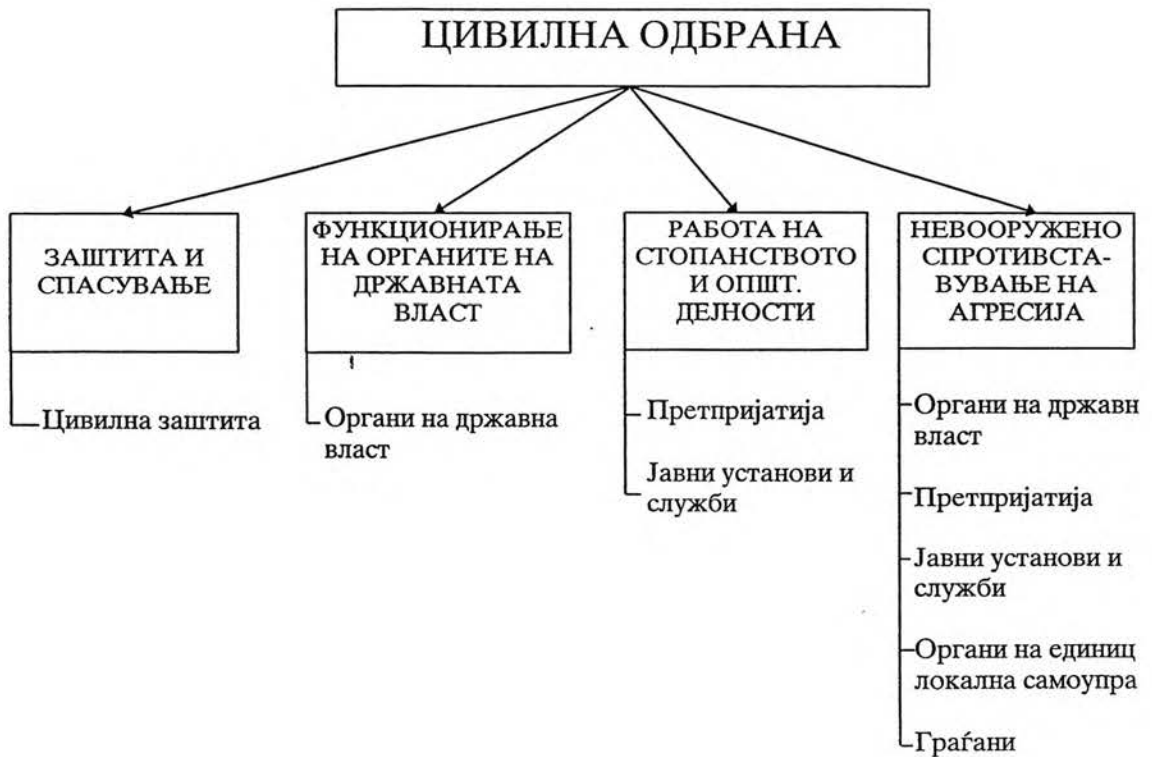 ЦИВИЛНА ОДБРАНА
ЗАШТИТА И
СПАСУВАЊЕ
Цивилна заштита
ФУНКЦИОНИРАЊЕ
НА ОРГАНИТЕ НА
ДРЖАВНАТА
ВЛАСТ
Органи на државна
власт
РАБОТА НА
СТОПАНСТВОТО
И ОПШТ.
ДЕЈНОСТИ
Претпријатија
Јавни установи и
служби
НЕВООРУЖЕНО
СПРОТИВСТА-
ВУВАЊЕ НА
АГРЕСИЈА
Органи на државн
власт
Претпријатија
Јавни установи и
служби
Органи на единиц
локална самоупра
Граѓани